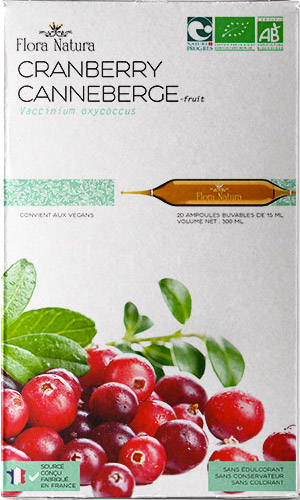 Flora Natura
NATURE & PROGRÈS
AB
CRANBERRY
CANNEBERGE -fruit
Vaccinium oxycoccus
Flora Natura
CONVIENT AUX VEGANS
20 AMPOULES BUVABLES DE 15 ML
VOLUME NET : 300 ML
SOURCÉ
CONÇU
FABRIQUÉ
EN FRANCE
SANS ÉDULCORANT
SANS CONSERVATEUR
SANS COLORANT